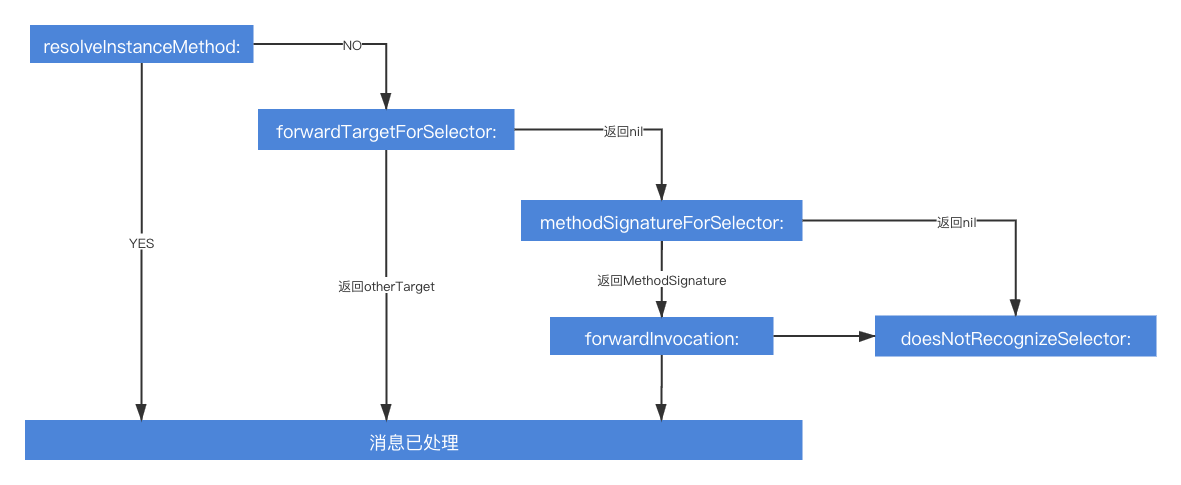 resolveInstanceMethod:
NO
forwardTargetForSelector:
返回nil
methodSignatureForSelector:
返回nil
YES
返回MethodSignature
返回otherTarget
forwardInvocation:
doesNotRecognizeSelector:
消息已处理